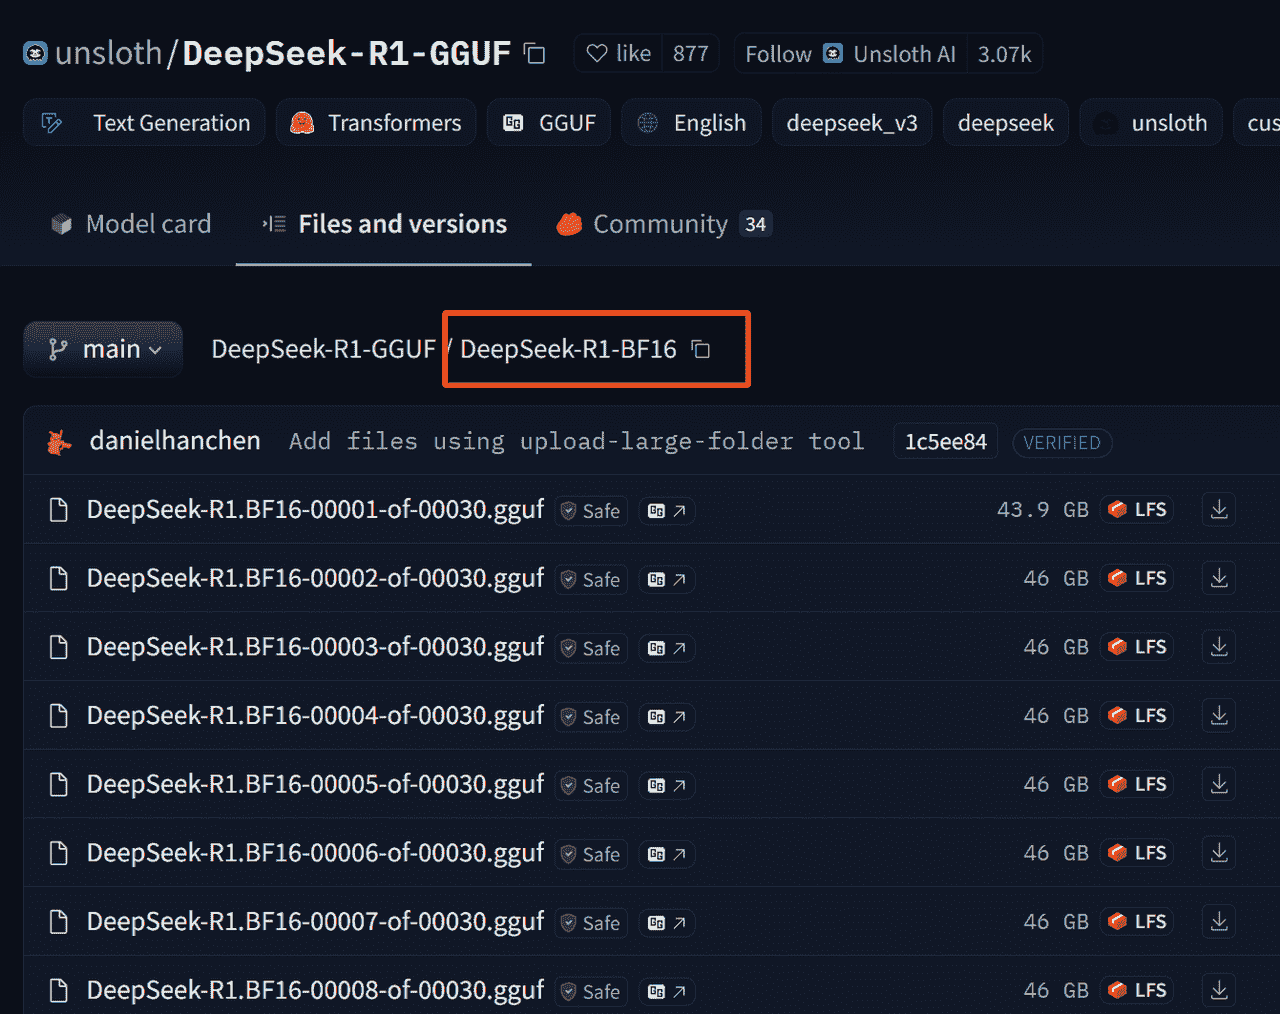 unsloth/DeepSeek-R1-GGUF like 877 Follow Unsloth AI 3.07k
Text Generation Transformers GGUF English deepseek_v3 deepseek unsloth cus
Model card Files and versions Community 34
main DeepSeek-R1-GGUF / DeepSeek-R1-BF16
danielhanchen Add files using upload-large-folder tool 1c5ee84 VERIFIED
DeepSeek-R1.BF16-00001-of-00030.gguf Safe 43.9 GB LFS
DeepSeek-R1.BF16-00002-of-00030.gguf Safe 46 GB LFS
DeepSeek-R1.BF16-00003-of-00030.gguf Safe 46 GB LFS
DeepSeek-R1.BF16-00004-of-00030.gguf Safe 46 GB LFS
DeepSeek-R1.BF16-00005-of-00030.gguf Safe 46 GB LFS
DeepSeek-R1.BF16-00006-of-00030.gguf Safe 46 GB LFS
DeepSeek-R1.BF16-00007-of-00030.gguf Safe 46 GB LFS
DeepSeek-R1.BF16-00008-of-00030.gguf Safe 46 GB LFS